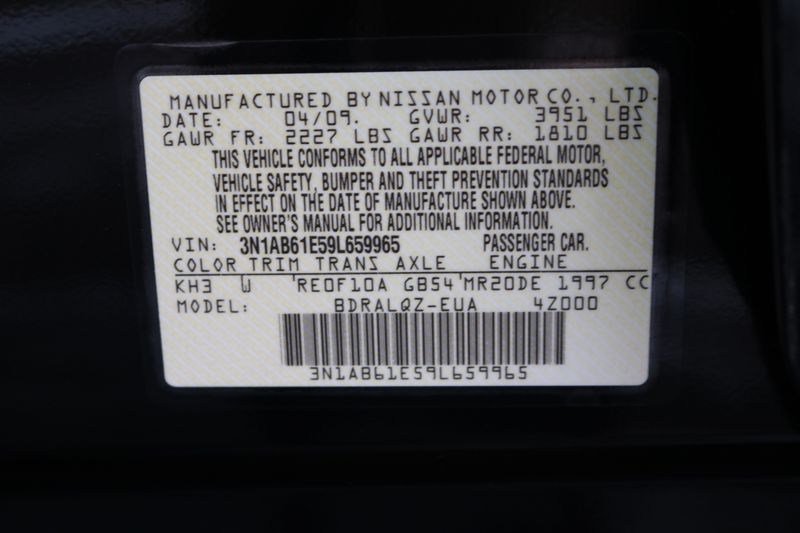 MANUFACTURED BY NISSAN MOTOR CO., LTD.
DATE: 04/09. GVWR: 3951 LBS
GAWR FR: 2227 LBS GAWR RR: 1810 LBS
THIS VEHICLE CONFORMS TO ALL APPLICABLE FEDERAL MOTOR,
VEHICLE SAFETY, BUMPER AND THEFT PREVENTION STANDARDS
IN EFFECT ON THE DATE OF MANUFACTURE SHOWN ABOVE.
SEE OWNER'S MANUAL FOR ADDITIONAL INFORMATION.
VIN: 3N1AB61E59L659965 PASSENGER CAR.
COLOR TRIM TRANS AXLE ENGINE
KH3 W RE0F10A GB54 MR20DE 1997 CC
MODEL: BDRALQZ-EUA 4Z000
3N1AB61E59L659965